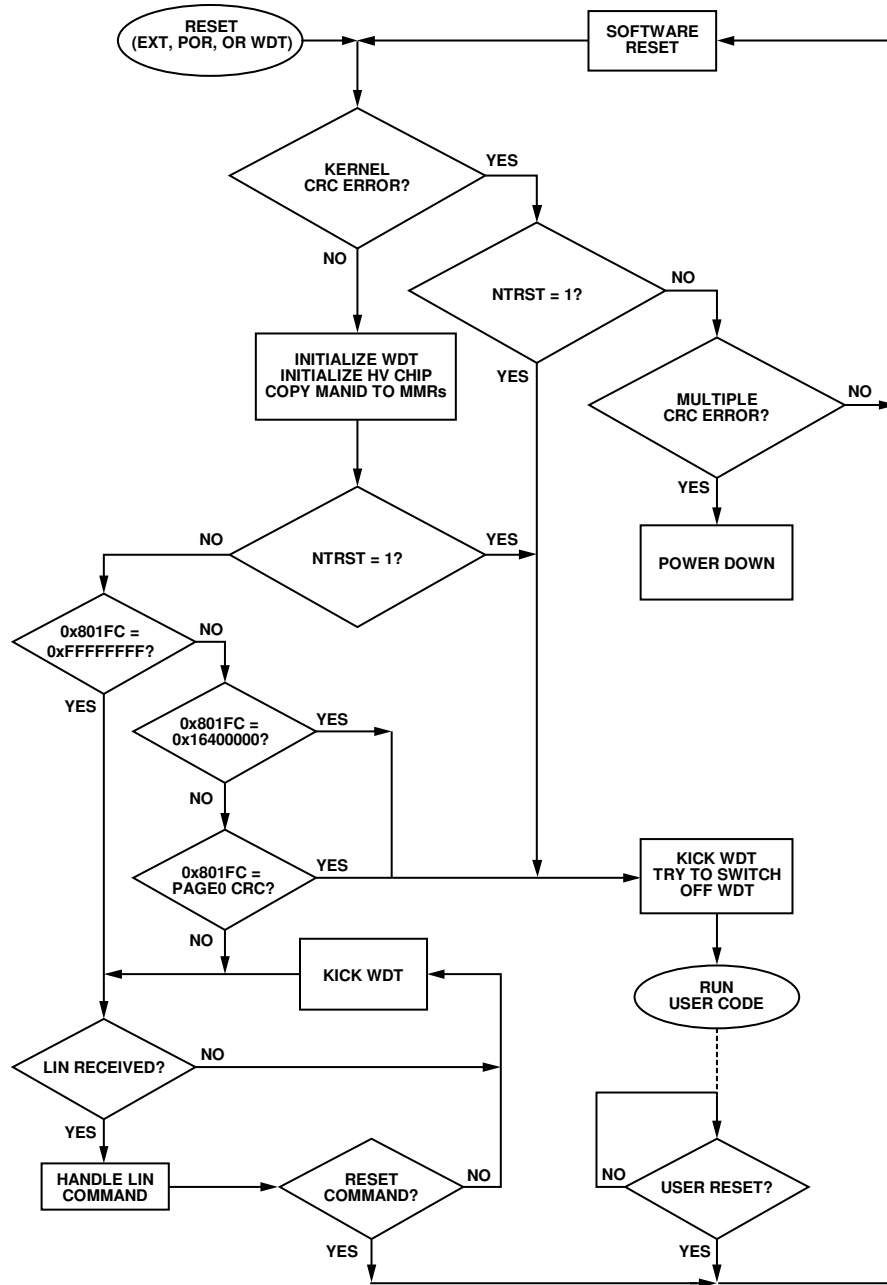 RESET
(EXT, POR, OR WDT)
SOFTWARE
RESET
KERNEL
CRC ERROR?
YES
NO
NTRST = 1?
NO
YES
INITIALIZE WDT
INITIALIZE HV CHIP
COPY MANID TO MMRs
MULTIPLE
CRC ERROR?
NO
YES
POWER DOWN
NTRST = 1?
NO
YES
0x801FC =
0xFFFFFFFF?
NO
YES
0x801FC =
0x16400000?
YES
NO
0x801FC =
PAGE0 CRC?
YES
NO
KICK WDT
TRY TO SWITCH
OFF WDT
KICK WDT
RUN
USER CODE
LIN RECEIVED?
NO
YES
HANDLE LIN
COMMAND
RESET
COMMAND?
NO
YES
USER RESET?
NO
YES